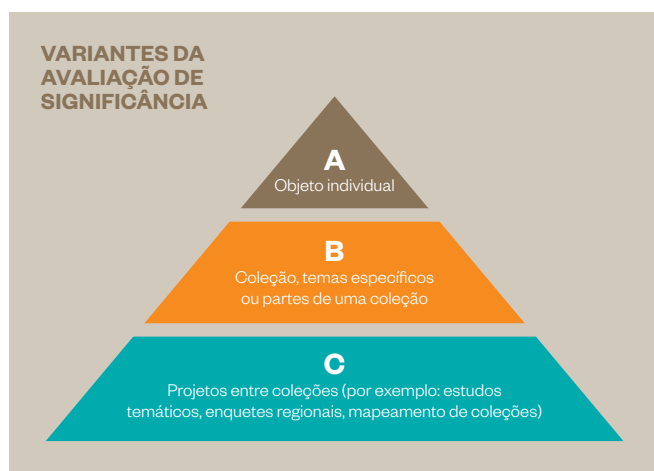 VARIANTES DA
AVALIAÇÃO DE
SIGNIFICÂNCIA
A
Objeto individual
B
Coleção, temas específicos
ou partes de uma coleção
C
Projetos entre coleções (por exemplo: estudos
temáticos, enquetes regionais, mapeamento de coleções)